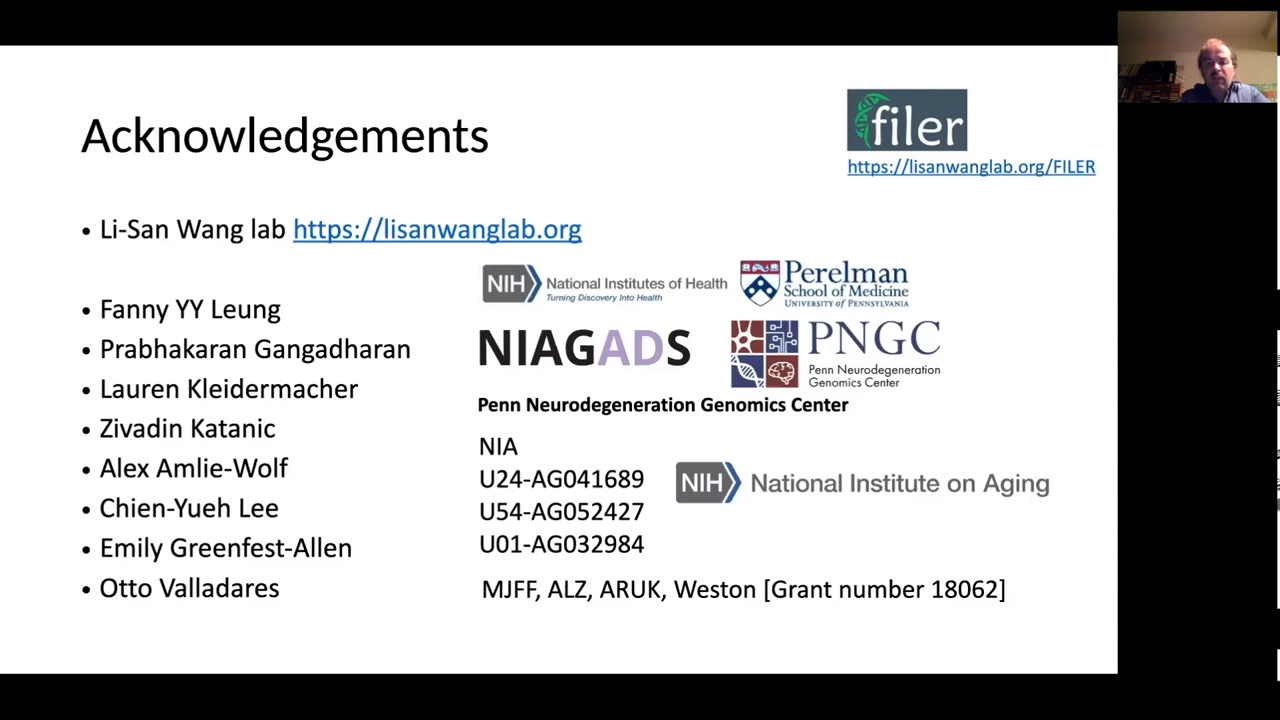 filer
https://lisanwanglab.org/FILER
Acknowledgements
• Li-San Wang lab https://lisanwanglab.org
• Fanny YY Leung
• Prabhakaran Gangadharan
• Lauren Kleidermacher
• Zivadin Katanic
• Alex Amlie-Wolf
• Chien-Yueh Lee
• Emily Greenfest-Allen
• Otto Valladares
NIH National Institutes of Health
Turning Discovery Into Health
Perelman
School of Medicine
University of Pennsylvania
NIAGADS
PNGC
Penn Neurodegeneration
Genomics Center
Penn Neurodegeneration Genomics Center
NIA
U24-AG041689
U54-AG052427
U01-AG032984
NIH National Institute on Aging
MJFF, ALZ, ARUK, Weston [Grant number 18062]